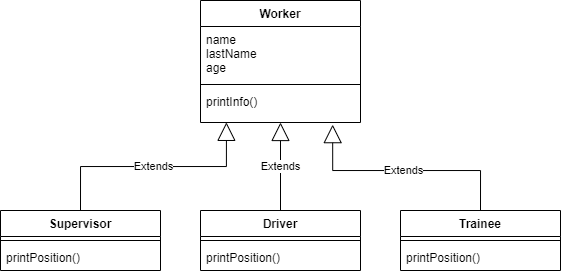 Worker
name
lastName
age
printInfo()
Extends
Extends
Extends
Supervisor
printPosition()
Driver
printPosition()
Trainee
printPosition()